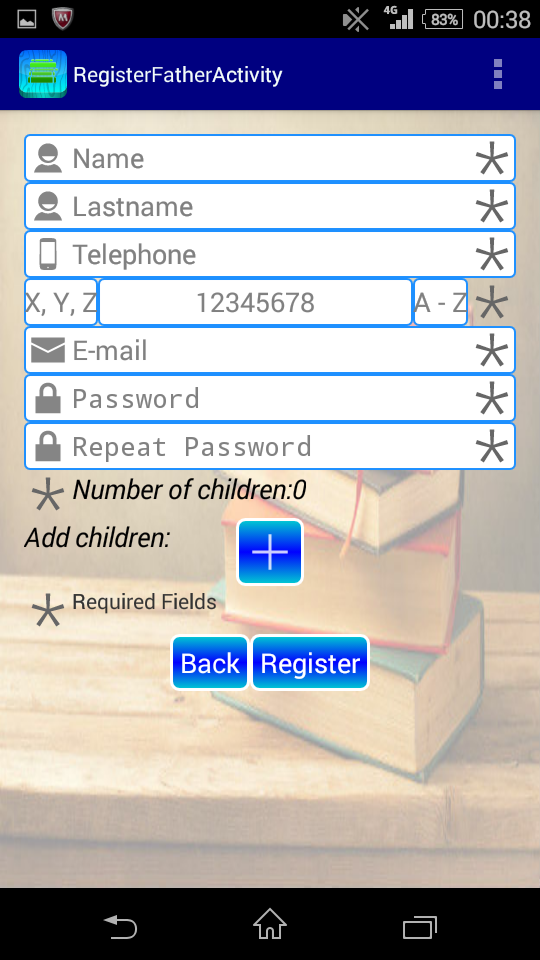 4G 83% 00:38
RegisterFatherActivity
Name
Lastname
Telephone
X, Y, Z 12345678 A - Z
E-mail
Password
Repeat Password
Number of children:0
Add children:
Required Fields
Back Register